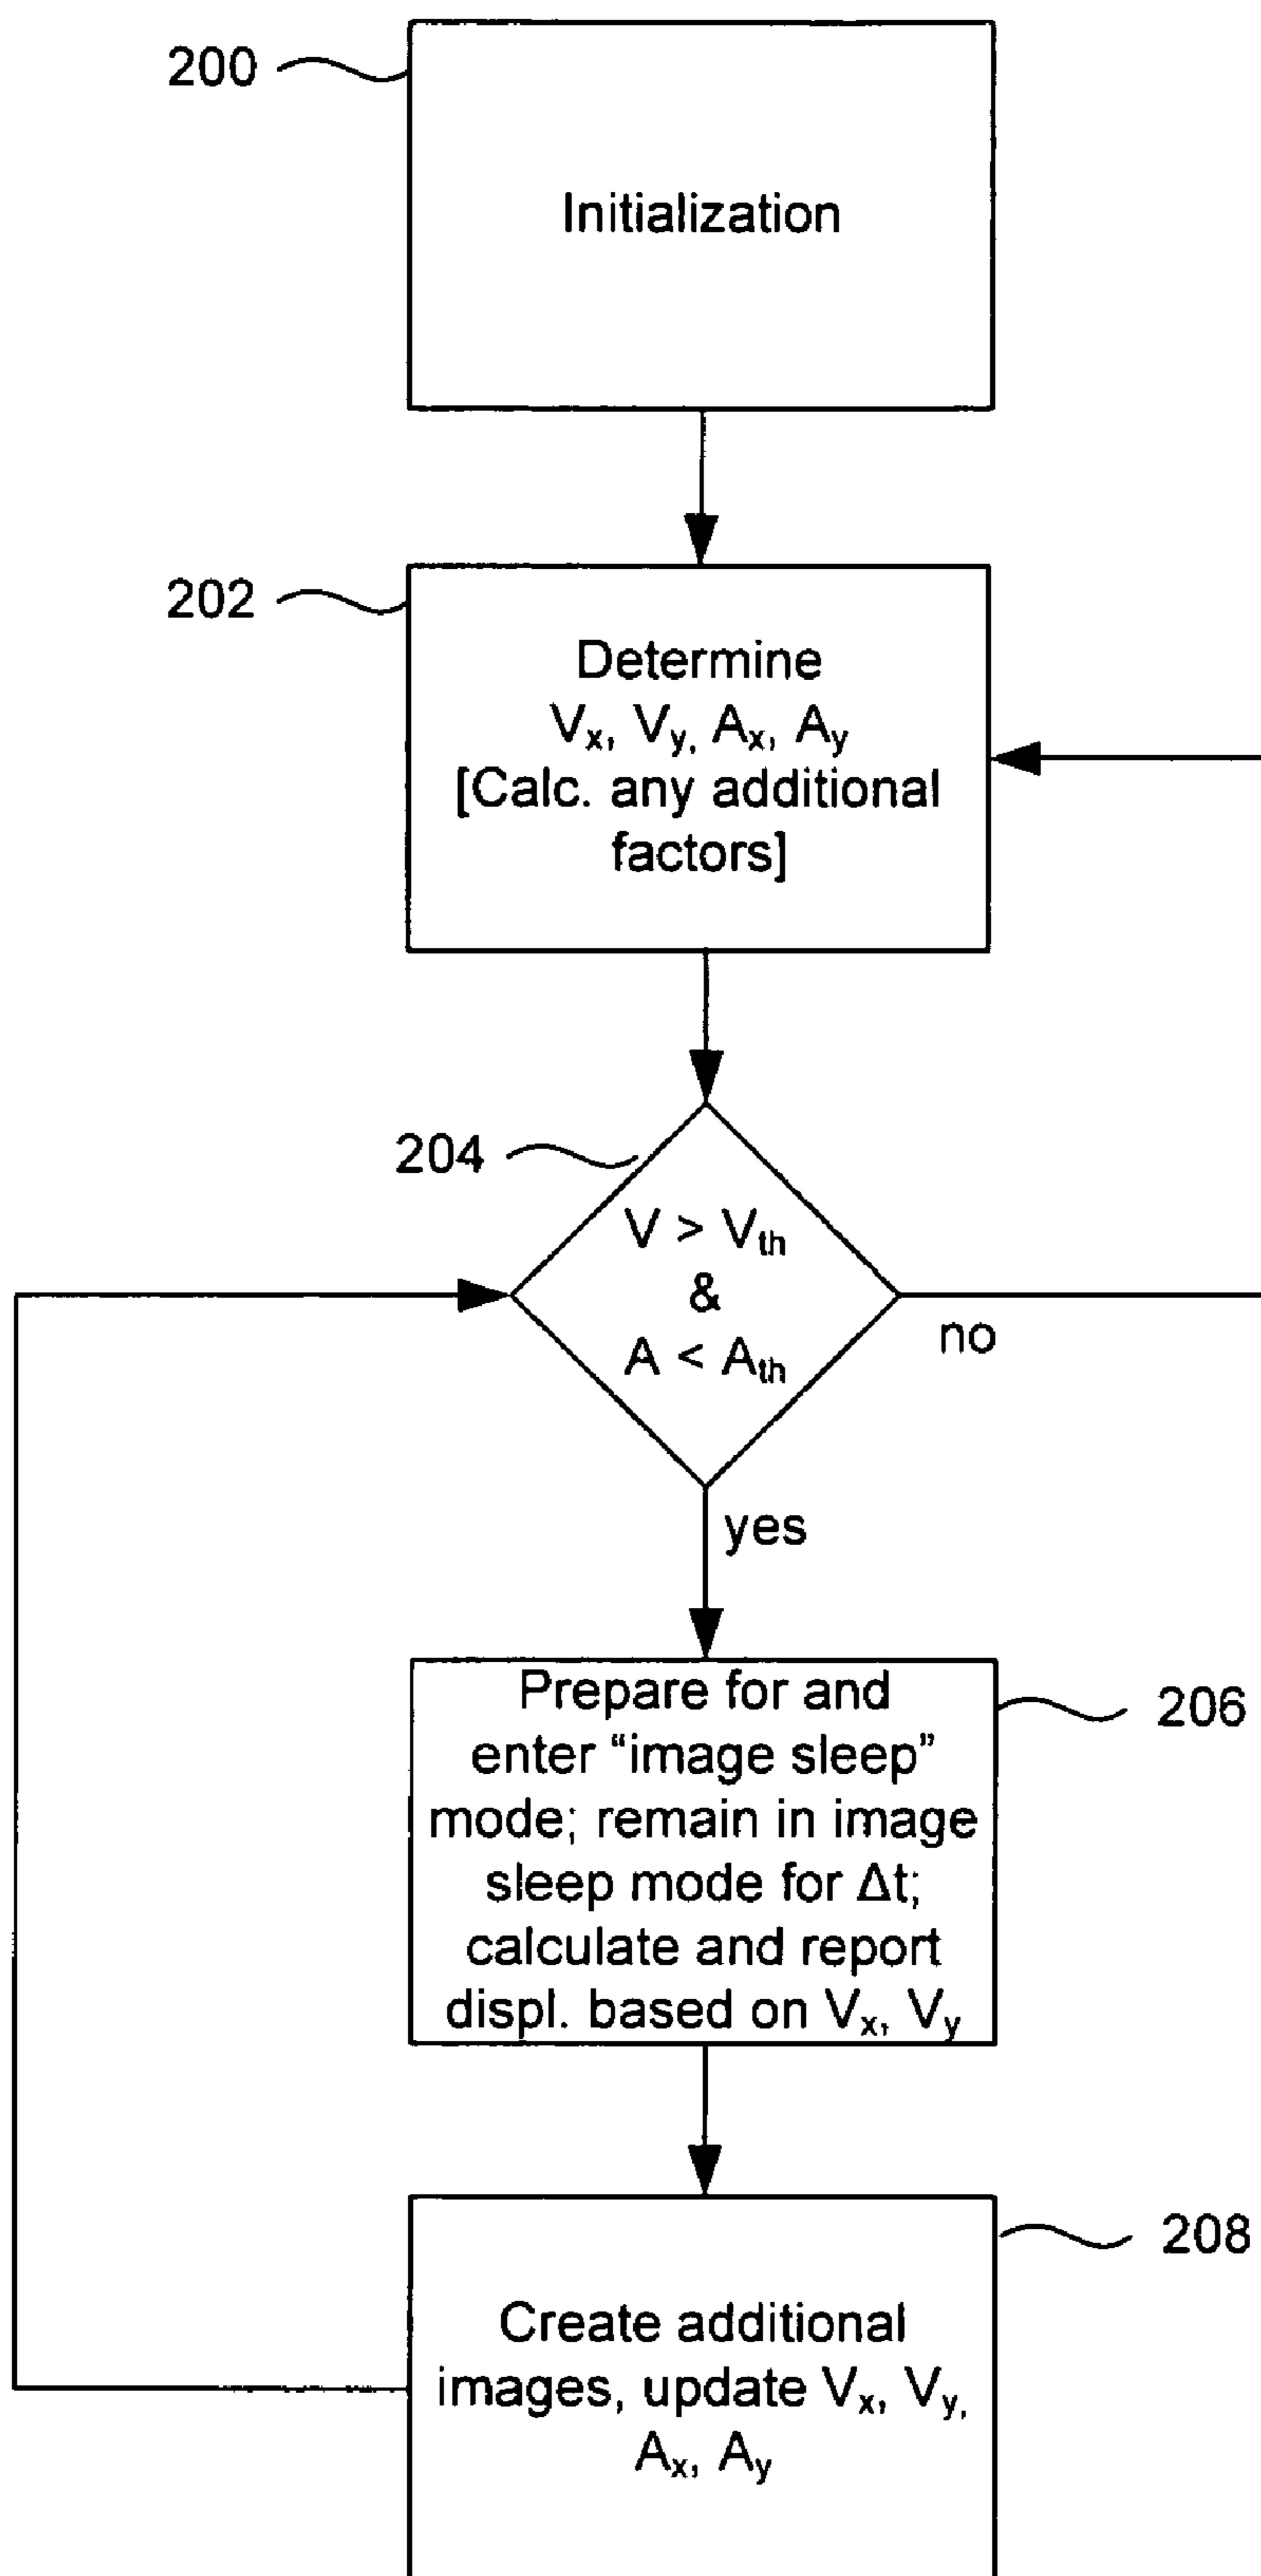 200
Initialization
202
Determine
Vx, Vy, Ax, Ay
[Calc. any additional
factors]
204
V > Vth
&
A < Ath
no
yes
Prepare for and
enter “image sleep”
mode; remain in image
sleep mode for Δt;
calculate and report
displ. based on Vx, Vy
206
208
Create additional
images, update Vx, Vy,
Ax, Ay